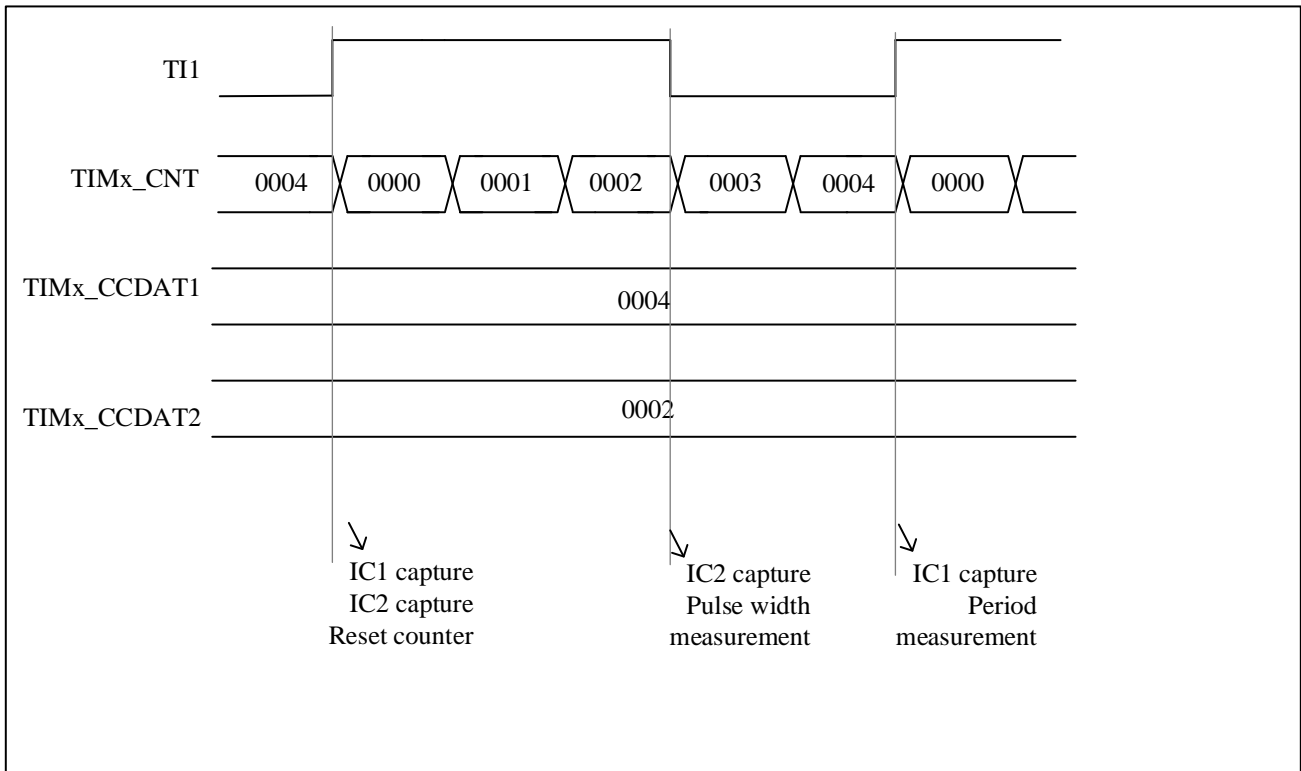 TI1
TIMx_CNT
0004
0000
0001
0002
0003
0004
0000
TIMx_CCDAT1
0004
TIMx_CCDAT2
0002
IC1 capture
IC2 capture
Reset counter
IC2 capture
Pulse width
measurement
IC1 capture
Period
measurement